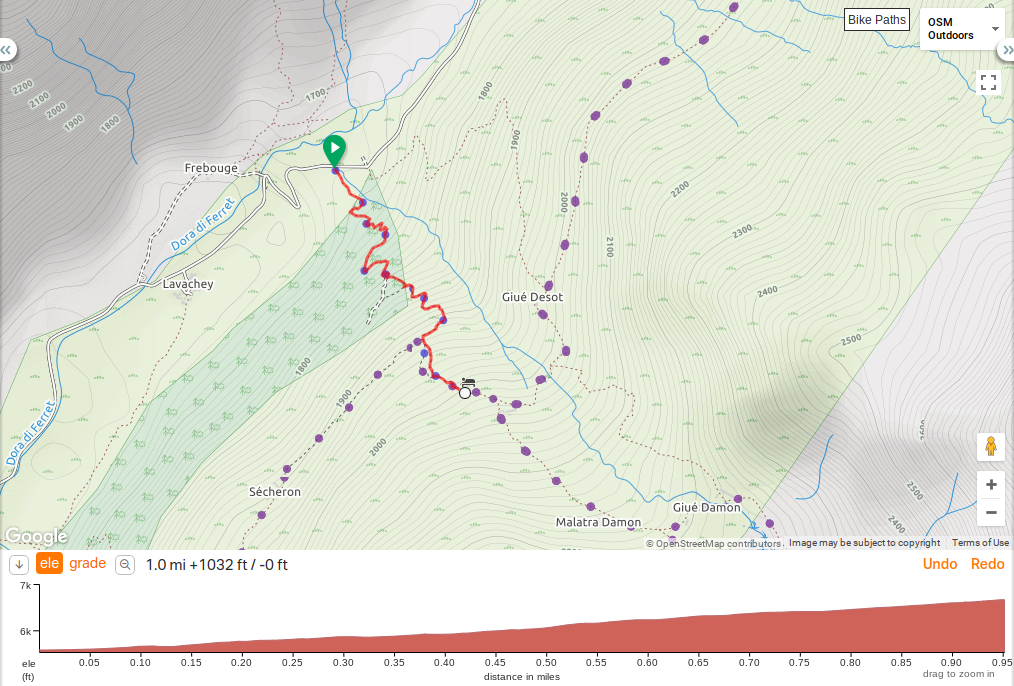 Bike Paths
OSM
Outdoors
«
»
2200
2100
2000
1900
1800
1700
1800
1900
2000
2100
2200
2300
2400
2500
Frebouge
Dora di Ferret
Lavachey
Giué Desot
1800
1900
2000
Dora di Ferret
Sécheron
Malatra Damon
Giué Damon
2500
2400
+
−
Google
© OpenStreetMap contributors
Image may be subject to copyright
Terms of Use
ele
grade
1.0 mi +1032 ft / -0 ft
Undo
Redo
7k
6k
ele
(ft)
0.05
0.10
0.15
0.20
0.25
0.30
0.35
0.40
0.45
0.50
0.55
0.60
0.65
0.70
0.75
0.80
0.85
0.90
0.95
distance in miles
drag to zoom in